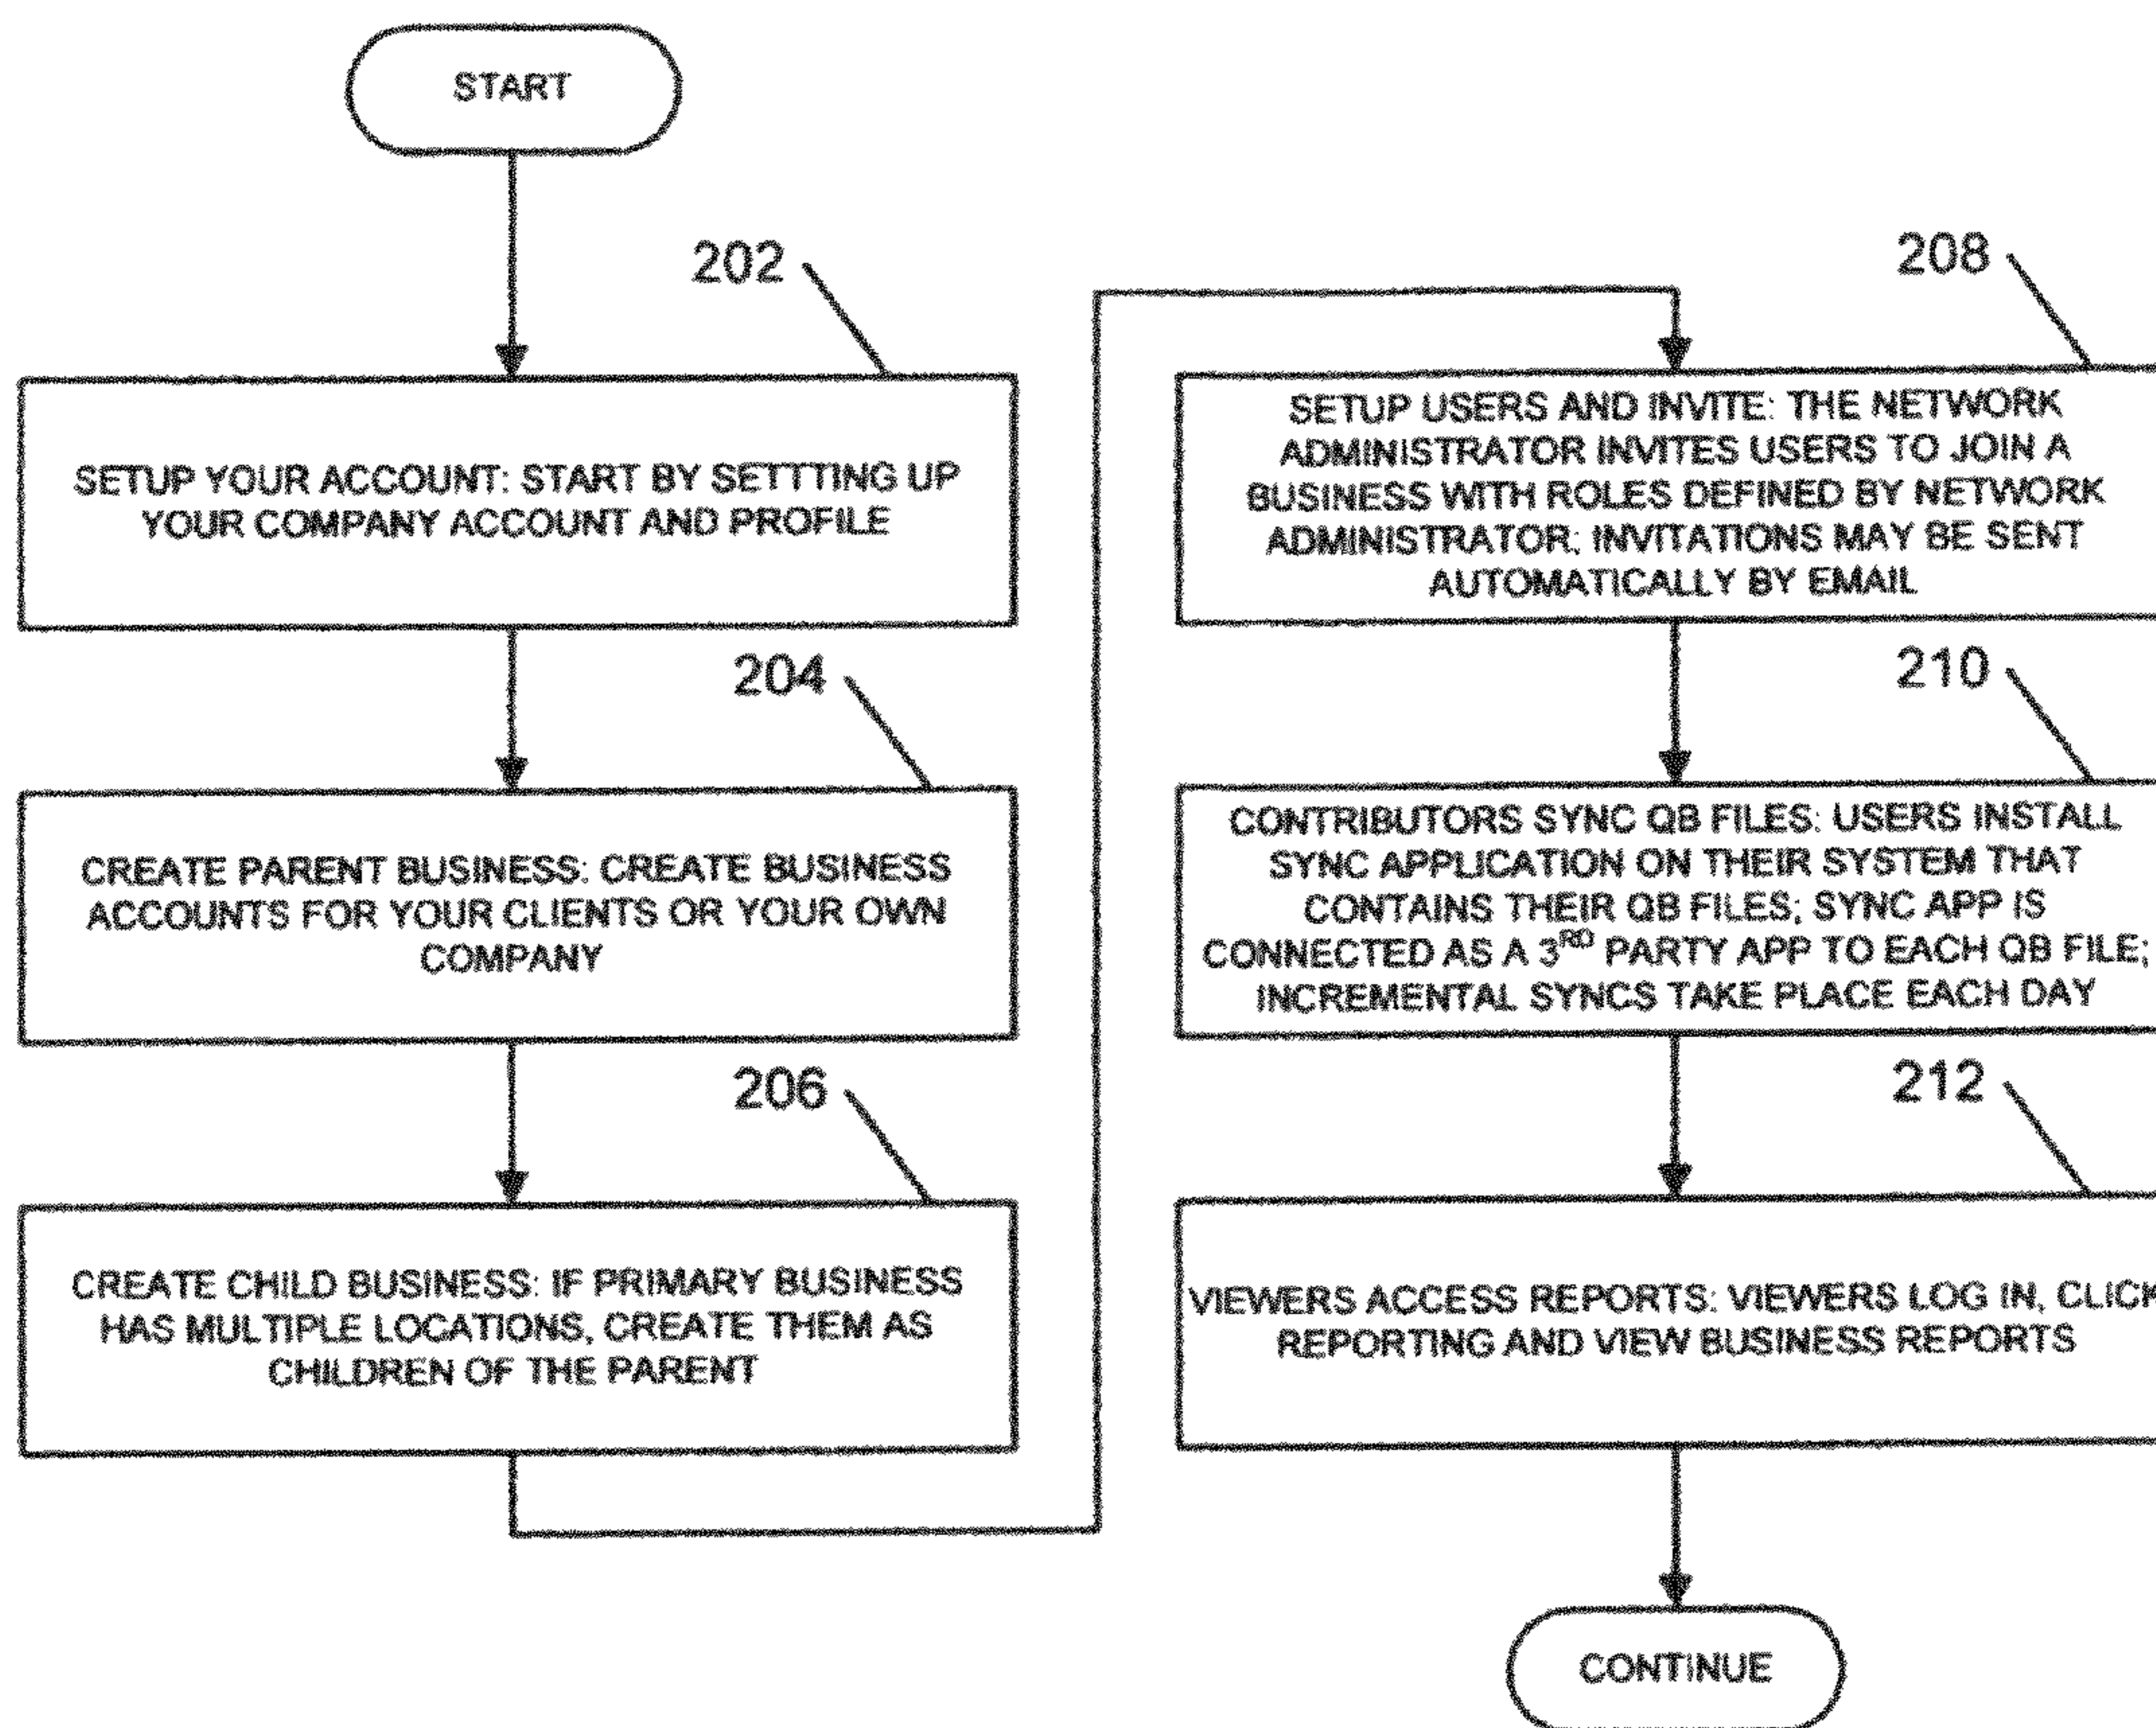 START
202
SETUP YOUR ACCOUNT: START BY SETTTING UP
YOUR COMPANY ACCOUNT AND PROFILE
204
CREATE PARENT BUSINESS: CREATE BUSINESS
ACCOUNTS FOR YOUR CLIENTS OR YOUR OWN
COMPANY
206
CREATE CHILD BUSINESS: IF PRIMARY BUSINESS
HAS MULTIPLE LOCATIONS, CREATE THEM AS
CHILDREN OF THE PARENT
208
SETUP USERS AND INVITE: THE NETWORK
ADMINISTRATOR INVITES USERS TO JOIN A
BUSINESS WITH ROLES DEFINED BY NETWORK
ADMINISTRATOR; INVITATIONS MAY BE SENT
AUTOMATICALLY BY EMAIL
210
CONTRIBUTORS SYNC QB FILES: USERS INSTALL
SYNC APPLICATION ON THEIR SYSTEM THAT
CONTAINS THEIR QB FILES; SYNC APP IS
CONNECTED AS A 3RD PARTY APP TO EACH QB FILE;
INCREMENTAL SYNCS TAKE PLACE EACH DAY
212
VIEWERS ACCESS REPORTS: VIEWERS LOG IN, CLICK
REPORTING AND VIEW BUSINESS REPORTS
CONTINUE